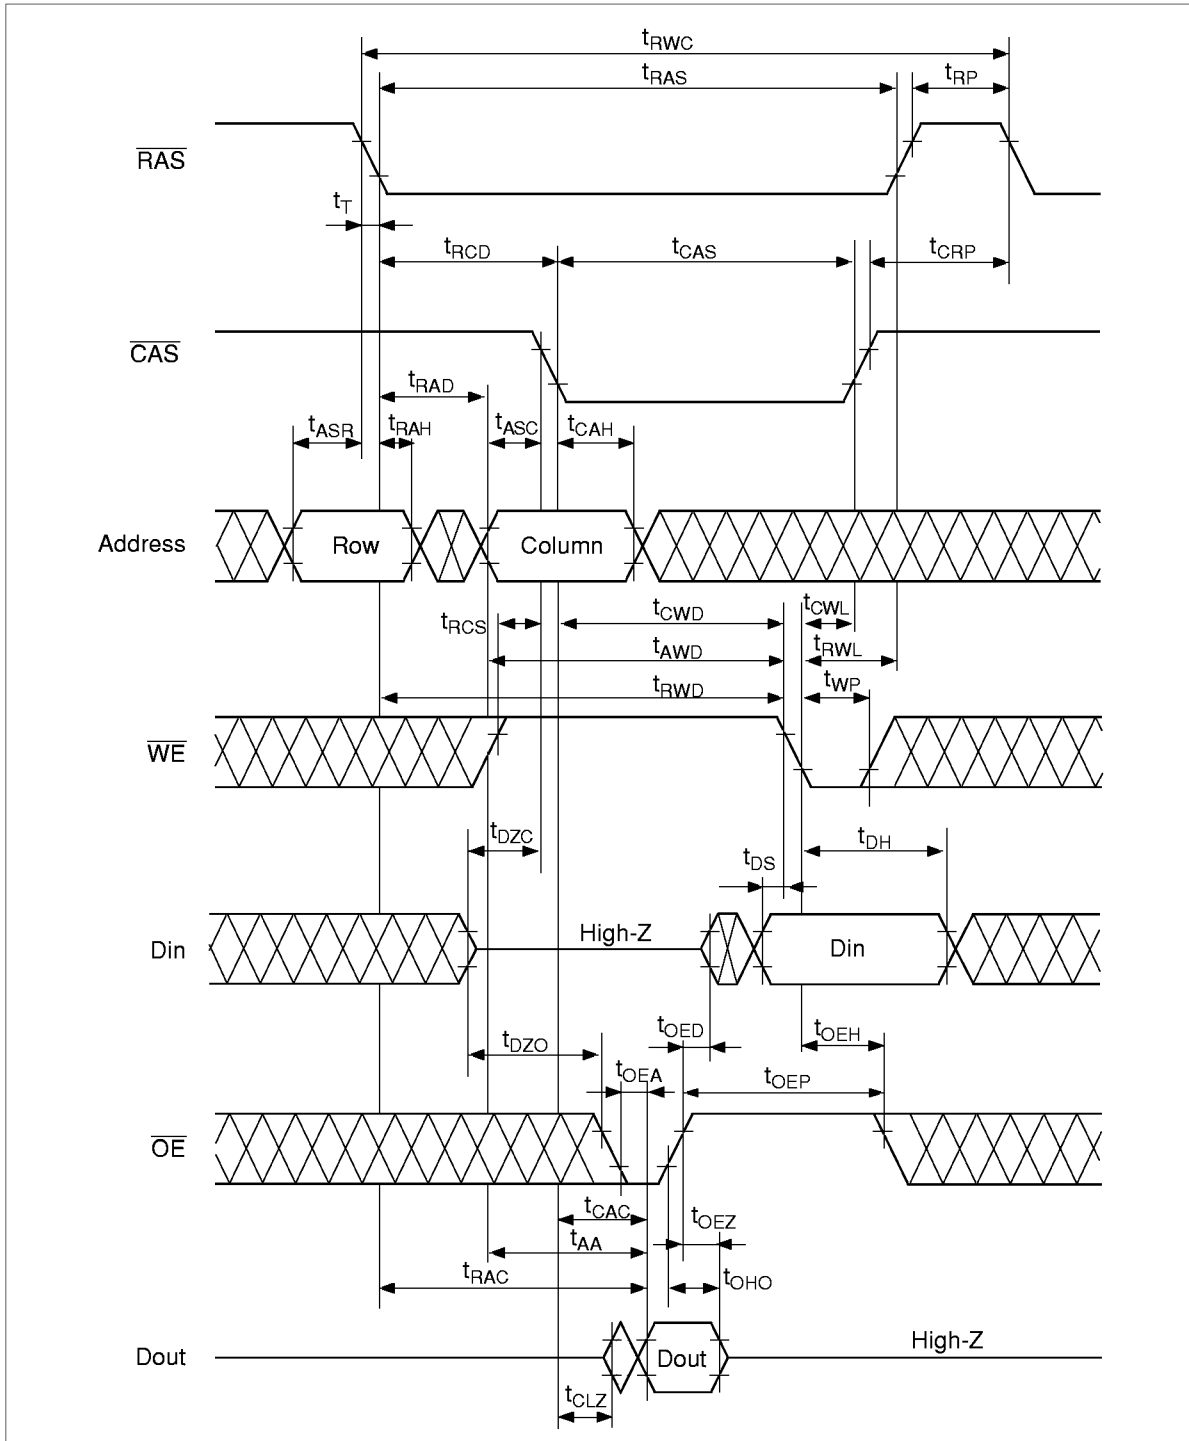 tRWC
tRAS
tRP
RAS
tT
tRCD
tCAS
tCRP
CAS
tRAD
tASR
tRAH
tASC
tCAH
Address
Row
Column
tRCS
tCWD
tCWL
tAWD
tRWL
tRWD
tWP
WE
tDZC
tDS
tDH
Din
High-Z
Din
tDZO
tOED
tOEH
tOEA
tOEP
OE
tCAC
tOEZ
tAA
tRAC
tOHO
Dout
Dout
High-Z
tCLZ